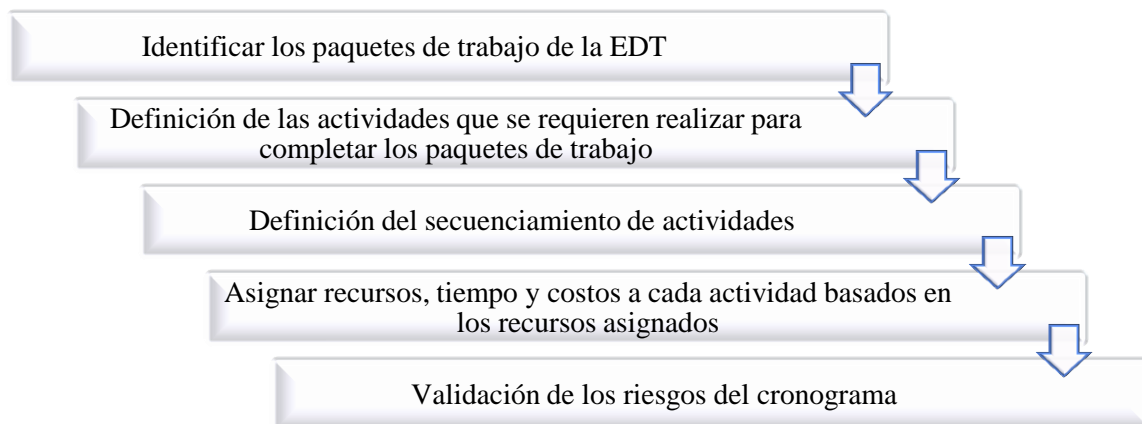 Identificar los paquetes de trabajo de la EDT
Definición de las actividades que se requieren realizar para
completar los paquetes de trabajo
Definición del secuenciamiento de actividades
Asignar recursos, tiempo y costos a cada actividad basados en
los recursos asignados
Validación de los riesgos del cronograma